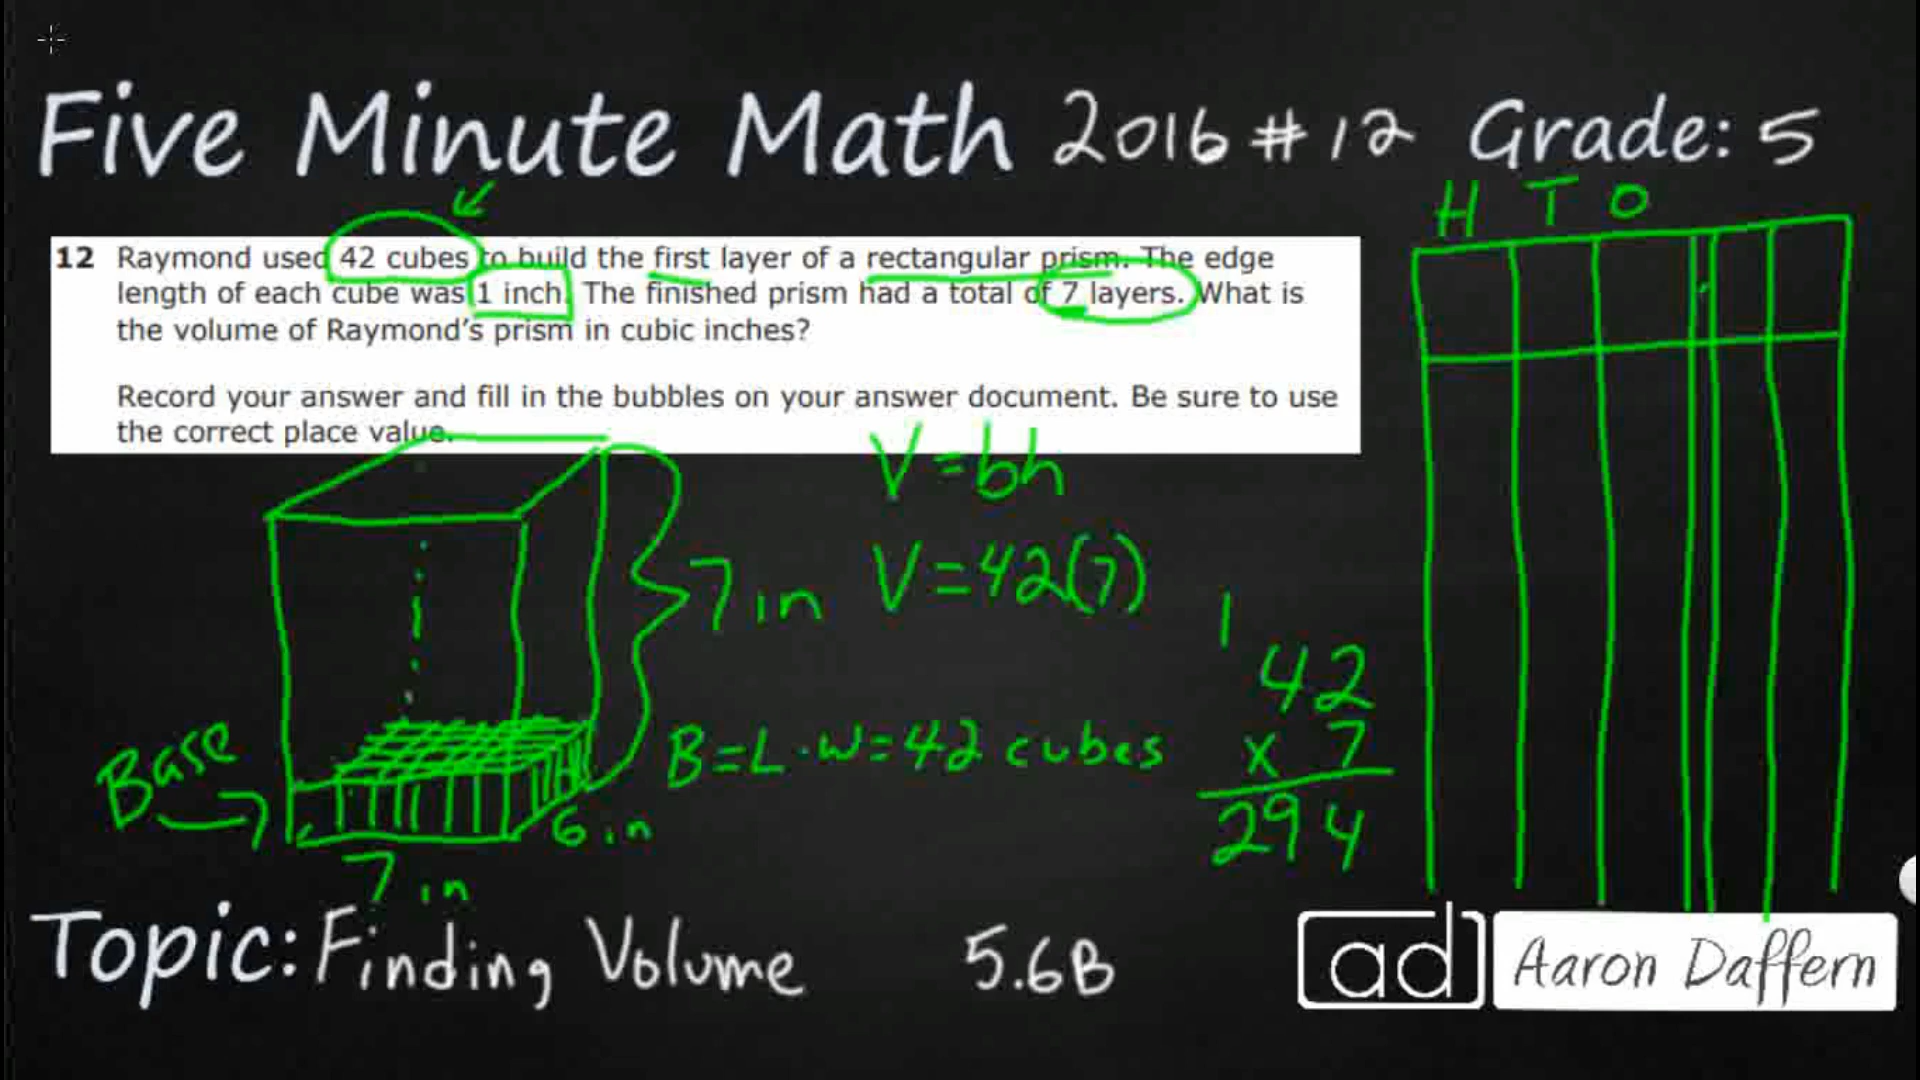 Five Minute Math 2016 #12 Grade: 5
H T O
12 Raymond used 42 cubes to build the first layer of a rectangular prism. The edge
length of each cube was 1 inch. The finished prism had a total of 7 layers. What is
the volume of Raymond's prism in cubic inches?
Record your answer and fill in the bubbles on your answer document. Be sure to use
the correct place value.
V = bh
7 in V = 42(7)
1
42
x 7
294
Base
B = L · W = 42 cubes
6 in
7 in
Topic: Finding Volume 5.6B
ad Aaron Daffern